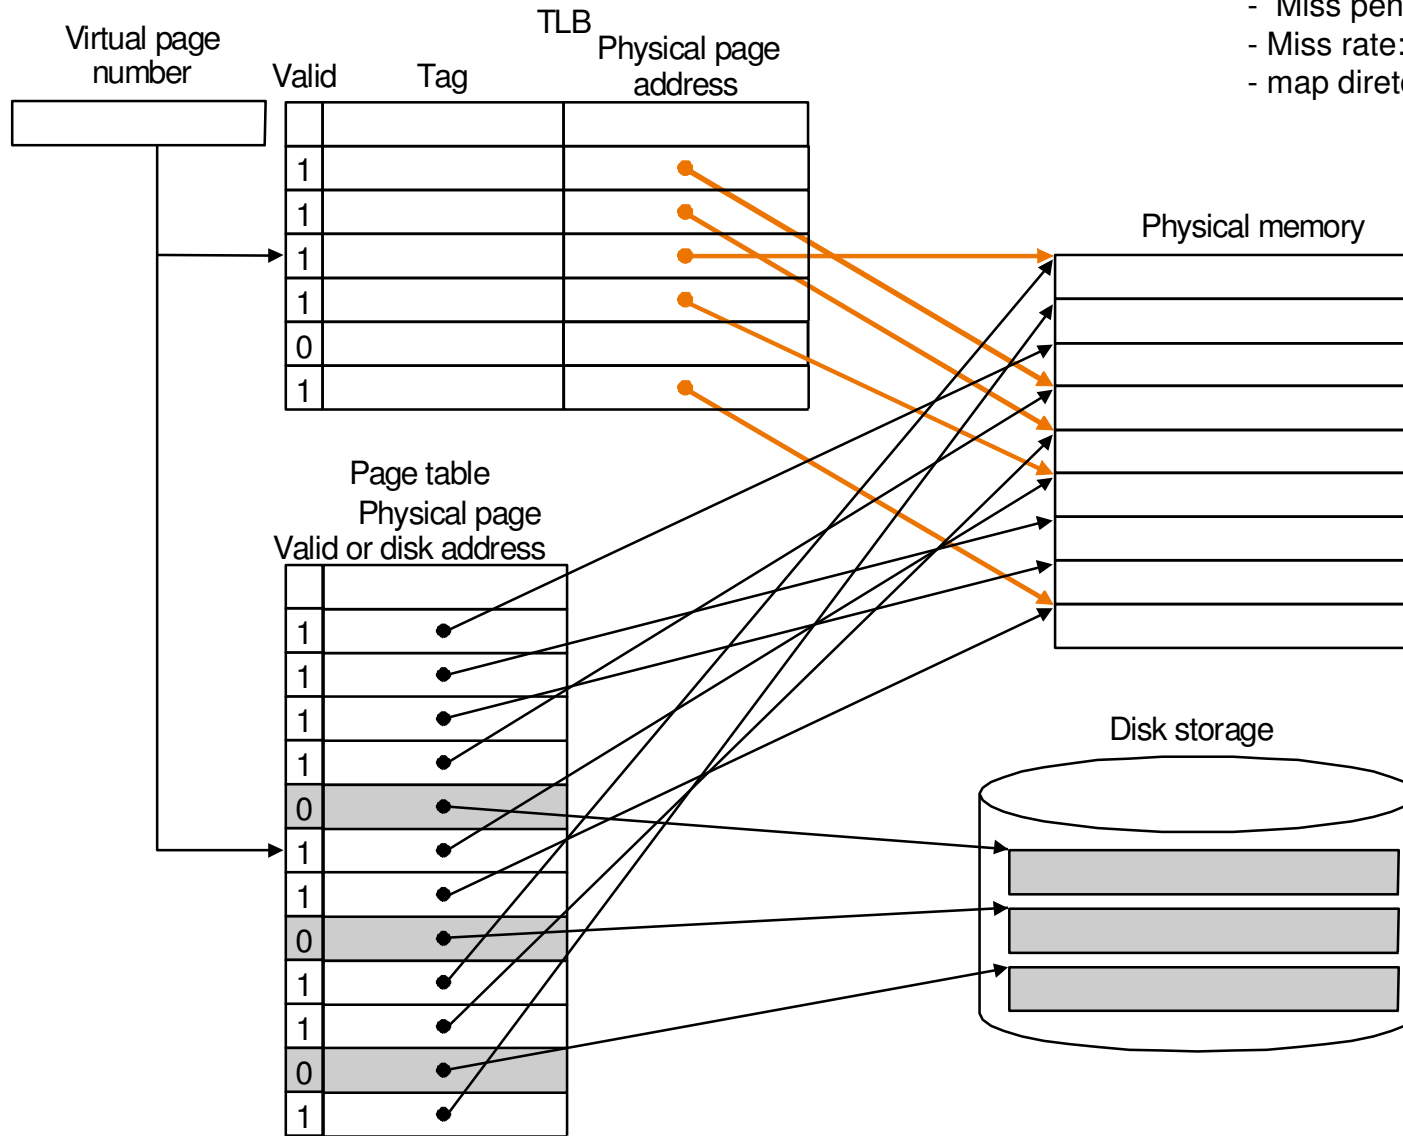 TLB
Virtual page
number
Valid
Tag
Physical page
address
- Miss pen
- Miss rate:
- map diret
1
1
1
1
0
1
Physical memory
Page table
Physical page
Valid or disk address
1
1
1
1
0
1
1
0
1
1
0
1
Disk storage